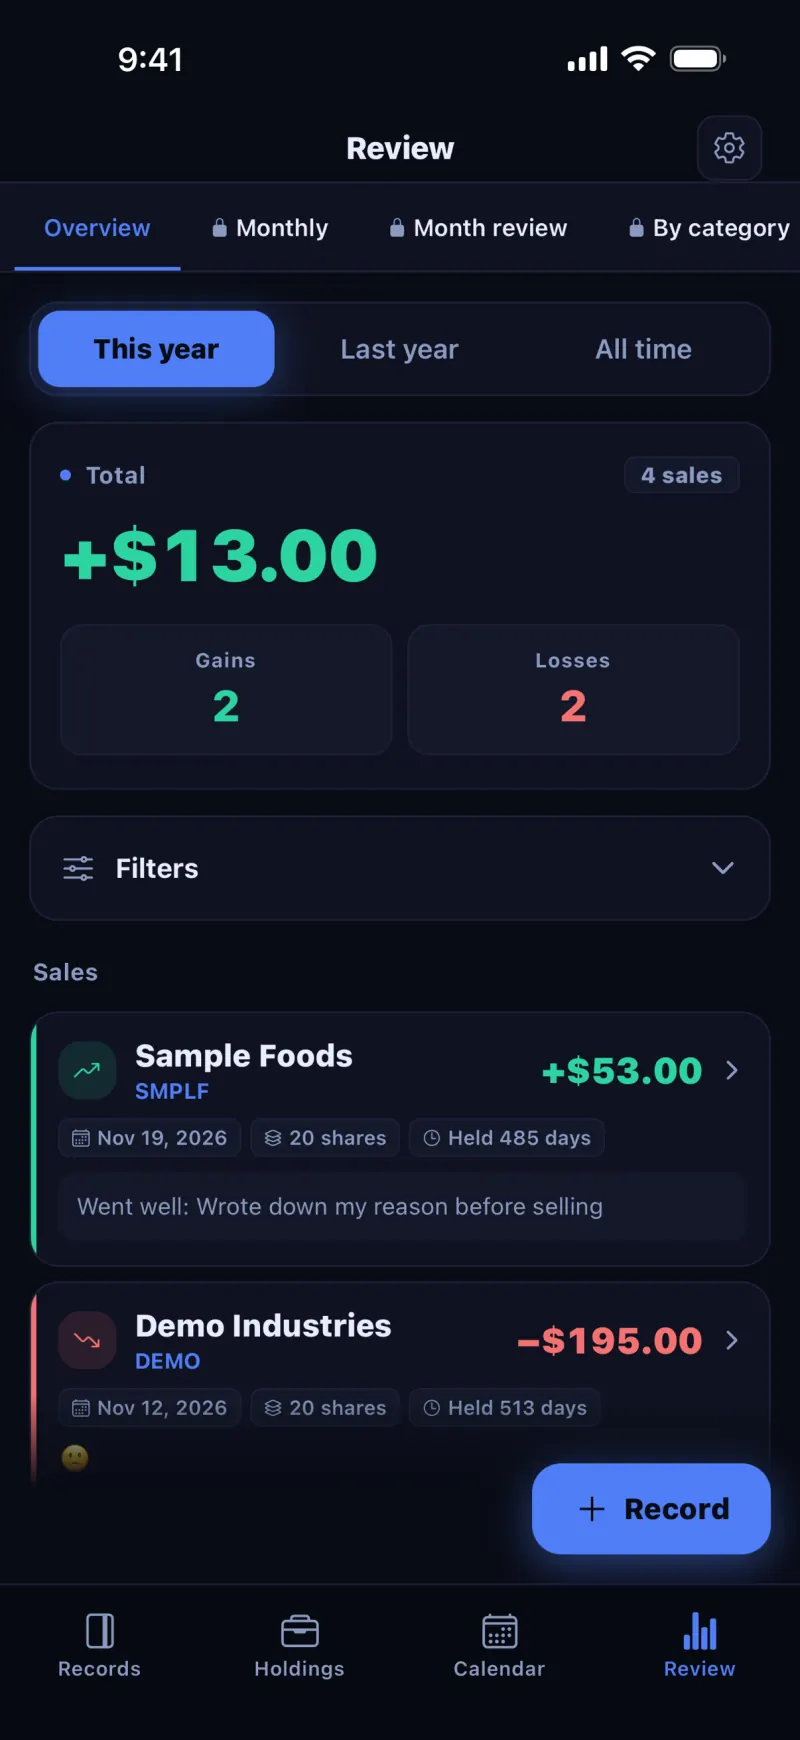 9:41
Review
Overview Monthly Month review By category
This year Last year All time
Total 4 sales
+$13.00
Gains Losses
2 2
Filters
Sales
Sample Foods
SMPLF
+$53.00
Nov 19, 2026 20 shares Held 485 days
Went well: Wrote down my reason before selling
Demo Industries
DEMO
−$195.00
Nov 12, 2026 20 shares Held 513 days
Record
Records Holdings Calendar Review